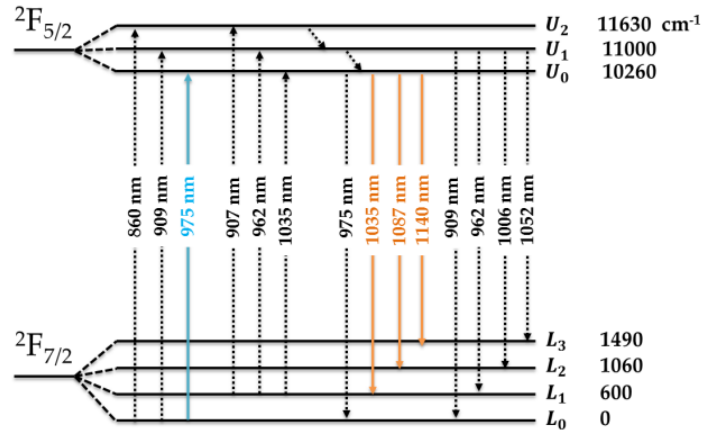 ²F₅/₂
U₂ 11630 cm⁻¹
U₁ 11000
U₀ 10260
860 nm
909 nm
975 nm
907 nm
962 nm
1035 nm
975 nm
1035 nm
1087 nm
1140 nm
909 nm
962 nm
1006 nm
1052 nm
²F₇/₂
L₃ 1490
L₂ 1060
L₁ 600
L₀ 0